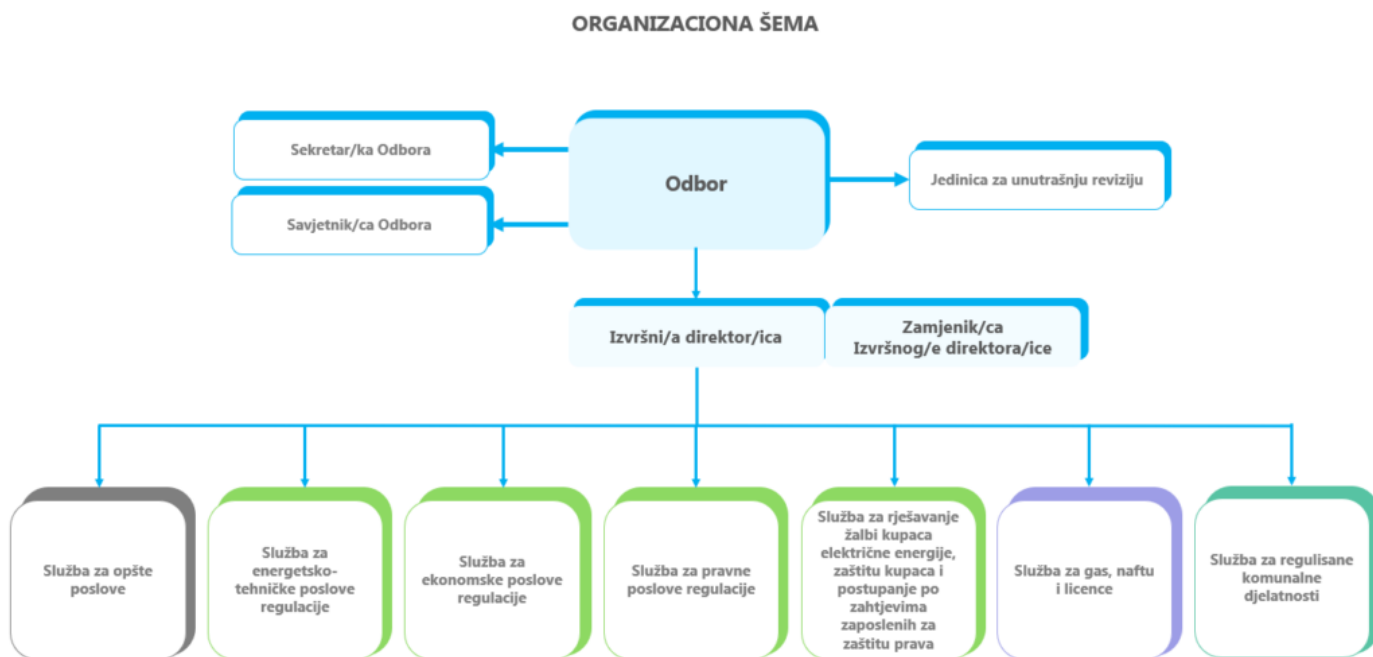 ORGANIZACIONA ŠEMA
Sekretar/ka Odbora
Odbor
Jedinica za unutrašnju reviziju
Savjetnik/ca Odbora
Izvršni/a direktor/ica
Zamjenik/ca
Izvršnog/e direktora/ice
Služba za opšte
poslove
Služba za
energetsko-
tehničke poslove
regulacije
Služba za
ekonomske poslove
regulacije
Služba za pravne
poslove regulacije
Služba za rješavanje
žalbi kupaca
električne energije,
zaštitu kupaca i
postupanje po
zahtjevima
zaposlenih za
zaštitu prava
Služba za gas, naftu
i licence
Služba za regulisane
komunalne
djelatnosti